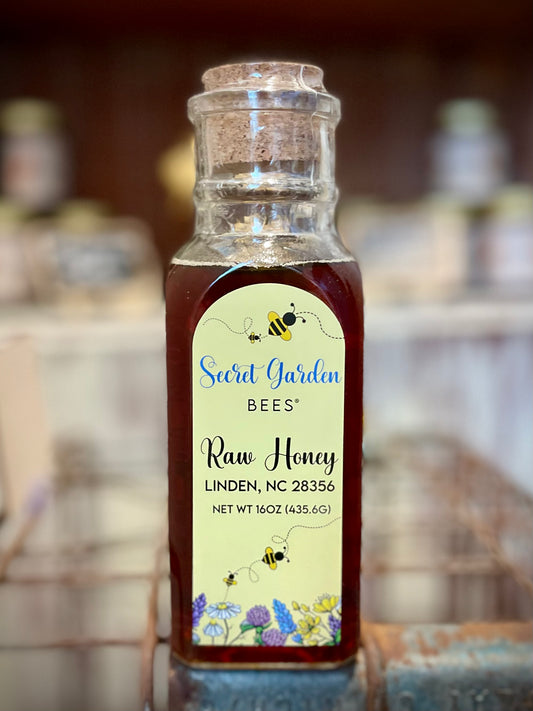 Secret Garden
BEES®
Raw Honey
LINDEN, NC 28356
NET WT 16OZ (435.6G)